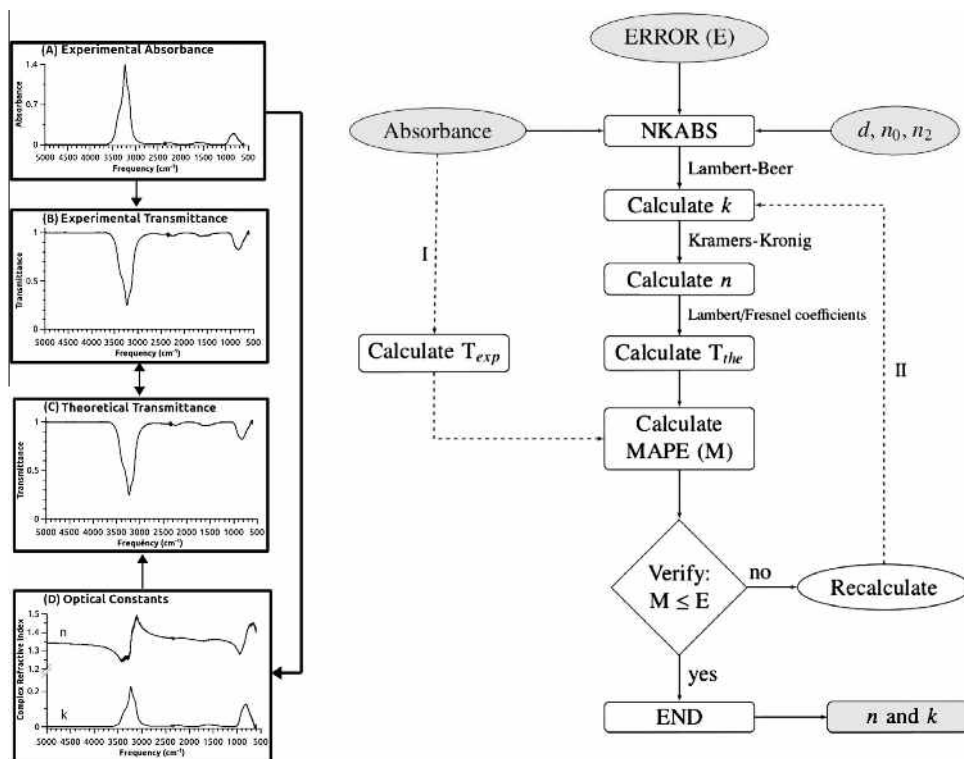 (A) Experimental Absorbance
1.4
0.7
0
Absorbance
5000 4500 4000 3500 3000 2500 2000 1500 1000 500
Frequency (cm⁻¹)
(B) Experimental Transmittance
1
0.5
0
Transmittance
5000 4500 4000 3500 3000 2500 2000 1500 1000 500
Frequency (cm⁻¹)
(C) Theoretical Transmittance
1
0.5
0
Transmittance
5000 4500 4000 3500 3000 2500 2000 1500 1000 500
Frequency (cm⁻¹)
(D) Optical Constants
1.5
n
1.4
1.3
1.2
0.2
k
0
Complex Refractive Index
5000 4500 4000 3500 3000 2500 2000 1500 1000 500
Frequency (cm⁻¹)
ERROR (E)
Absorbance
NKABS
d, n₀, n₂
Lambert-Beer
Calculate k
Kramers-Kronig
I
Calculate n
Lambert/Fresnel coefficients
Calculate Texp
Calculate Tthe
II
Calculate
MAPE (M)
Verify:
M ≤ E
no
Recalculate
yes
END
n and k